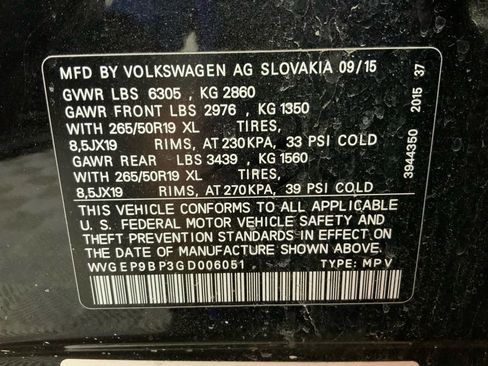 MFD BY VOLKSWAGEN AG SLOVAKIA 09/15
GVWR LBS 6305, KG 2860
GAWR FRONT LBS 2976, KG 1350
WITH 265/50R19 XL TIRES,
8,5JX19 RIMS, AT 230KPA, 33 PSI COLD
GAWR REAR LBS 3439, KG 1560
WITH 265/50R19 XL TIRES,
8,5JX19 RIMS, AT 270KPA, 39 PSI COLD
THIS VEHICLE CONFORMS TO ALL APPLICABLE
U. S. FEDERAL MOTOR VEHICLE SAFETY AND
THEFT PREVENTION STANDARDS IN EFFECT ON
THE DATE OF MANUFACTURE SHOWN ABOVE.
WVGEP9BP3GD006051 TYPE: MPV
3944350 2015 37